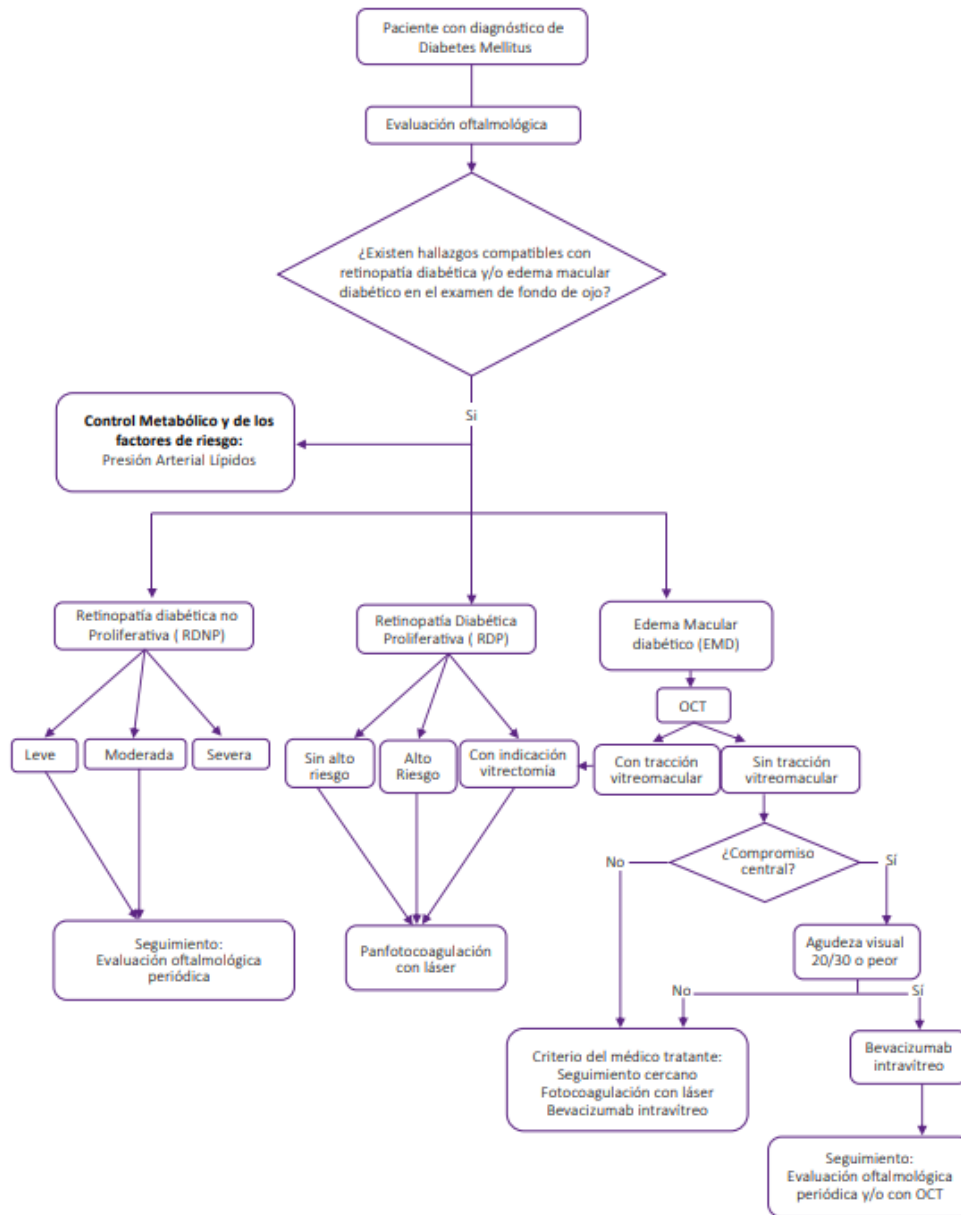 Paciente con diagnóstico de
Diabetes Mellitus
Evaluación oftalmológica
¿Existen hallazgos compatibles con
retinopatía diabética y/o edema macular
diabético en el examen de fondo de ojo?
Si
Control Metabólico y de los
factores de riesgo:
Presión Arterial Lípidos
Retinopatía diabética no
Proliferativa ( RDNP)
Retinopatía Diabética
Proliferativa ( RDP)
Edema Macular
diabético (EMD)
OCT
Leve
Moderada
Severa
Sin alto
riesgo
Alto
Riesgo
Con indicación
vitrectomía
Con tracción
vitreomacular
Sin tracción
vitreomacular
¿Compromiso
central?
No
Sí
Seguimiento:
Evaluación oftalmológica
periódica
Panfotocoagulación
con láser
Agudeza visual
20/30 o peor
No
Sí
Criterio del médico tratante:
Seguimiento cercano
Fotocoagulación con láser
Bevacizumab intravítreo
Bevacizumab
intravítreo
Seguimiento:
Evaluación oftalmológica
periódica y/o con OCT